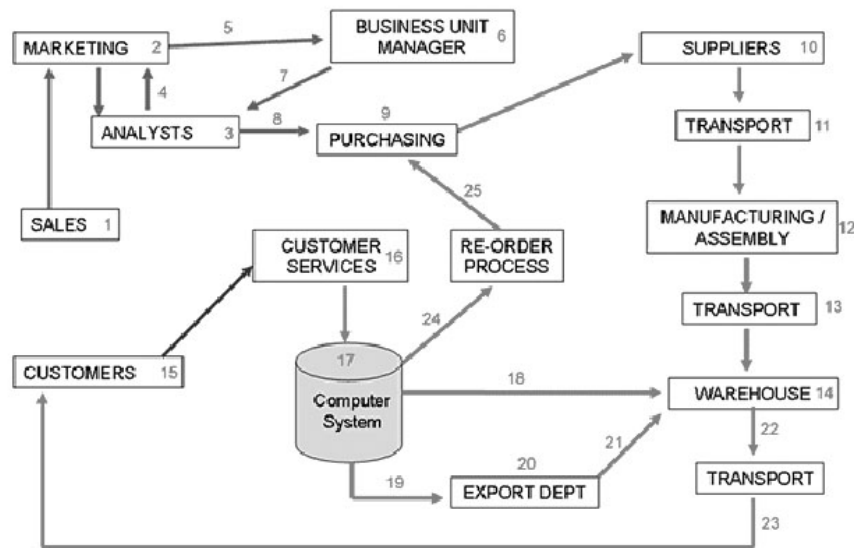 5
BUSINESS UNIT
MANAGER 6
MARKETING 2
SUPPLIERS 10
4
7
ANALYSTS 3
8
9
PURCHASING
TRANSPORT 11
25
SALES 1
CUSTOMER
SERVICES 16
RE-ORDER
PROCESS
MANUFACTURING /
ASSEMBLY 12
24
TRANSPORT 13
17
CUSTOMERS 15
18
WAREHOUSE 14
Computer
System
21
22
19
20
EXPORT DEPT
TRANSPORT
23